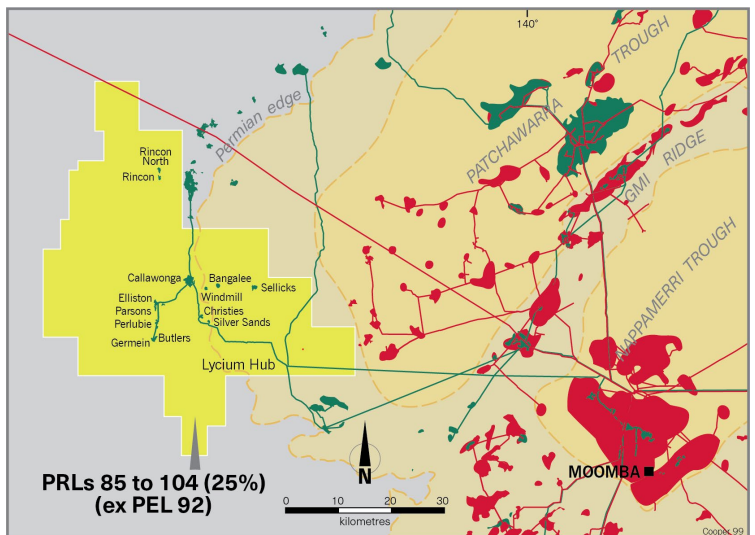 140°
TROUGH
PATCHAWARRA
Permian edge
GMI RIDGE
NAPPAMERRI TROUGH
Rincon
North
Rincon
Callawonga
Bangalee
Sellicks
Windmill
Elliston
Parsons
Perlubie
Christies
Silver Sands
Germein
Butlers
Lycium Hub
PRLs 85 to 104 (25%)
(ex PEL 92)
N
0 10 20 30
kilometres
MOOMBA
Cooper 99